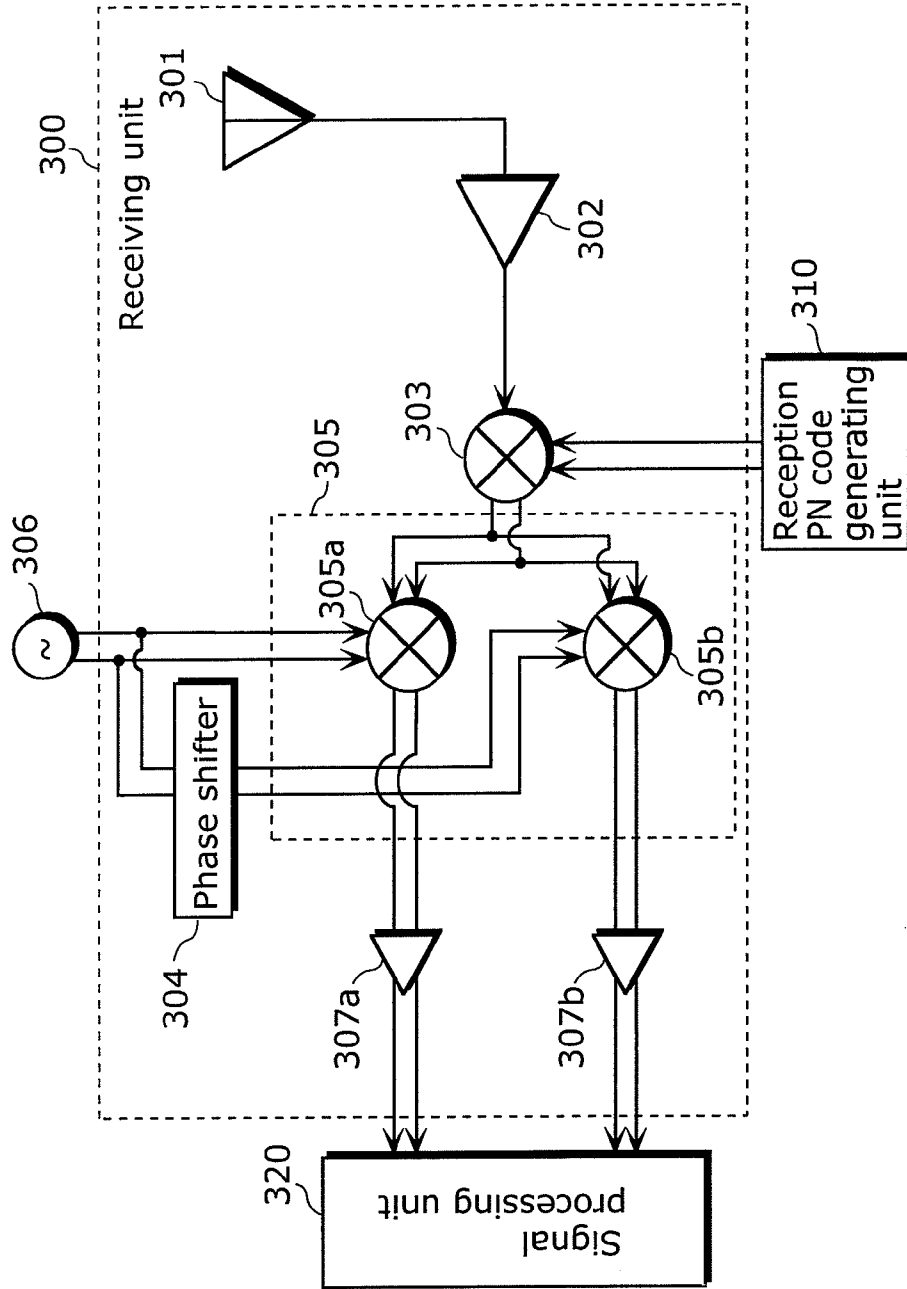 300
Receiving unit
301
302
303
310
Reception
PN code
generating
unit
306
~
305
305a
305b
Phase shifter
304
307a
307b
320
Signal
processing unit